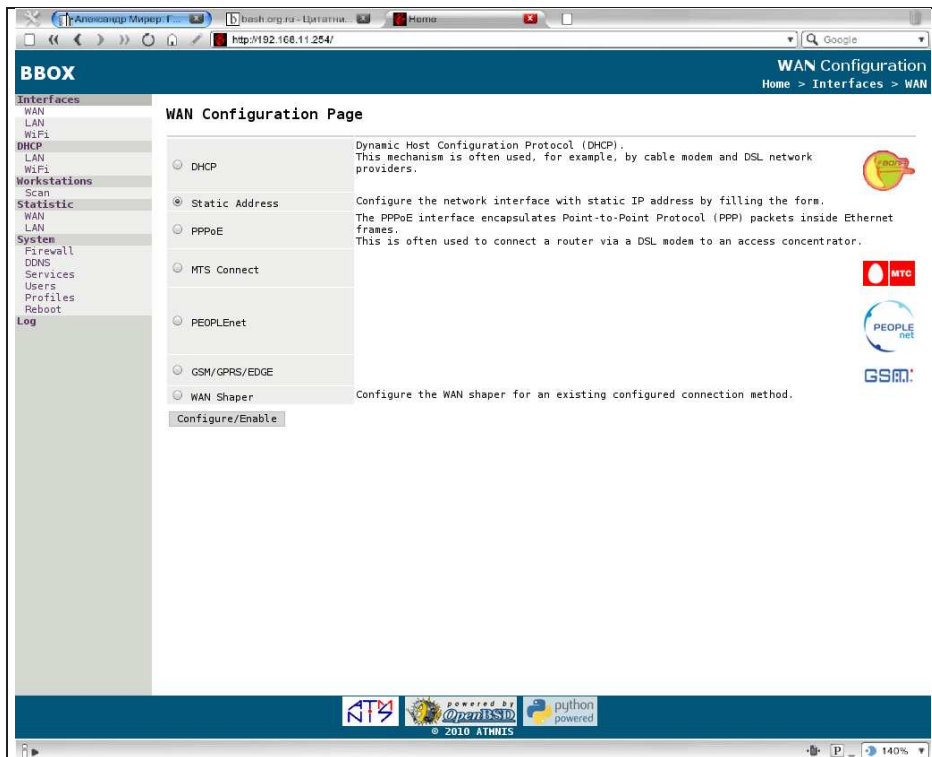 Александр Мирер: Г...
bash.org.ru - Цитатни...
Home
http://192.168.11.254/
Google
BBOX
WAN Configuration
Home > Interfaces > WAN
Interfaces
WAN
LAN
WiFi
DHCP
LAN
WiFi
Workstations
Scan
Statistic
WAN
LAN
System
Firewall
DDNS
Services
Users
Profiles
Reboot
Log
WAN Configuration Page
DHCP
Dynamic Host Configuration Protocol (DHCP).
This mechanism is often used, for example, by cable modem and DSL network
providers.
Static Address
Configure the network interface with static IP address by filling the form.
PPPoE
The PPPoE interface encapsulates Point-to-Point Protocol (PPP) packets inside Ethernet
frames.
This is often used to connect a router via a DSL modem to an access concentrator.
MTS Connect
МТС
PEOPLEnet
PEOPLE
net
GSM/GPRS/EDGE
GSM:
WAN Shaper
Configure the WAN shaper for an existing configured connection method.
Configure/Enable
powered by
OpenBSD
python
powered
© 2010 ATHNIS
P
140%